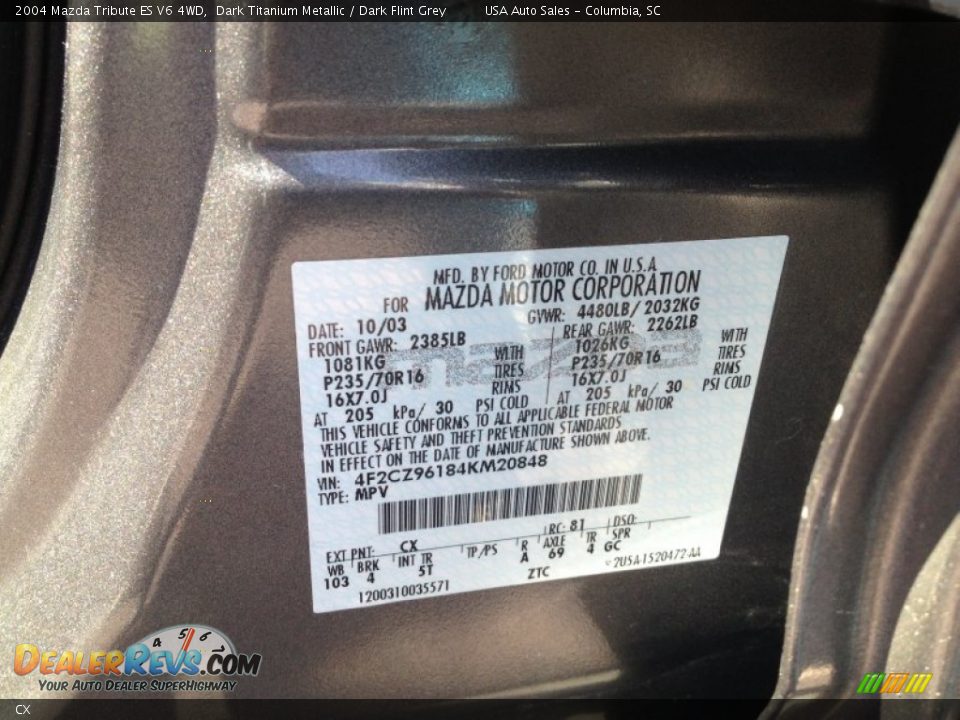 2004 Mazda Tribute ES V6 4WD, Dark Titanium Metallic / Dark Flint Grey USA Auto Sales – Columbia, SC
MFD. BY FORD MOTOR CO. IN U.S.A.
FOR MAZDA MOTOR CORPORATION
DATE: 10/03 GVWR: 4480LB/ 2032KG
FRONT GAWR: 2385LB REAR GAWR: 2262LB
1081KG WITH 1026KG WITH
P235/70R16 TIRES P235/70R16 TIRES
16X7.0J RIMS 16X7.0J RIMS
AT 205 kPa/ 30 PSI COLD AT 205 kPa/ 30 PSI COLD
mazda
THIS VEHICLE CONFORMS TO ALL APPLICABLE FEDERAL MOTOR
VEHICLE SAFETY AND THEFT PREVENTION STANDARDS
IN EFFECT ON THE DATE OF MANUFACTURE SHOWN ABOVE.
VIN: 4F2CZ96184KM20848
TYPE: MPV
EXT PNT: CX RC: 81 DSO:
WB BRK INT TR TP/PS R AXLE TR SPR
103 4 5T A 69 4 GC
1200310035571 ZTC 2U5A-1520472-AA
4 5 6
DEALERREVS.COM
YOUR AUTO DEALER SUPERHIGHWAY
CX